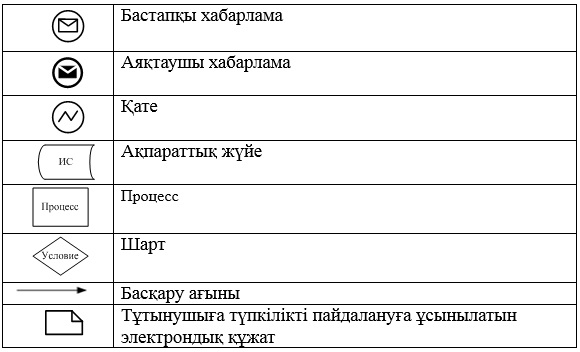 Бастапқы хабарлама
Аяқтаушы хабарлама
Қате
ИС
Ақпараттық жүйе
Процесс
Процесс
Условие
Шарт
Басқару ағыны
Тұтынушыға түпкілікті пайдалануға ұсынылатын
электрондық құжат